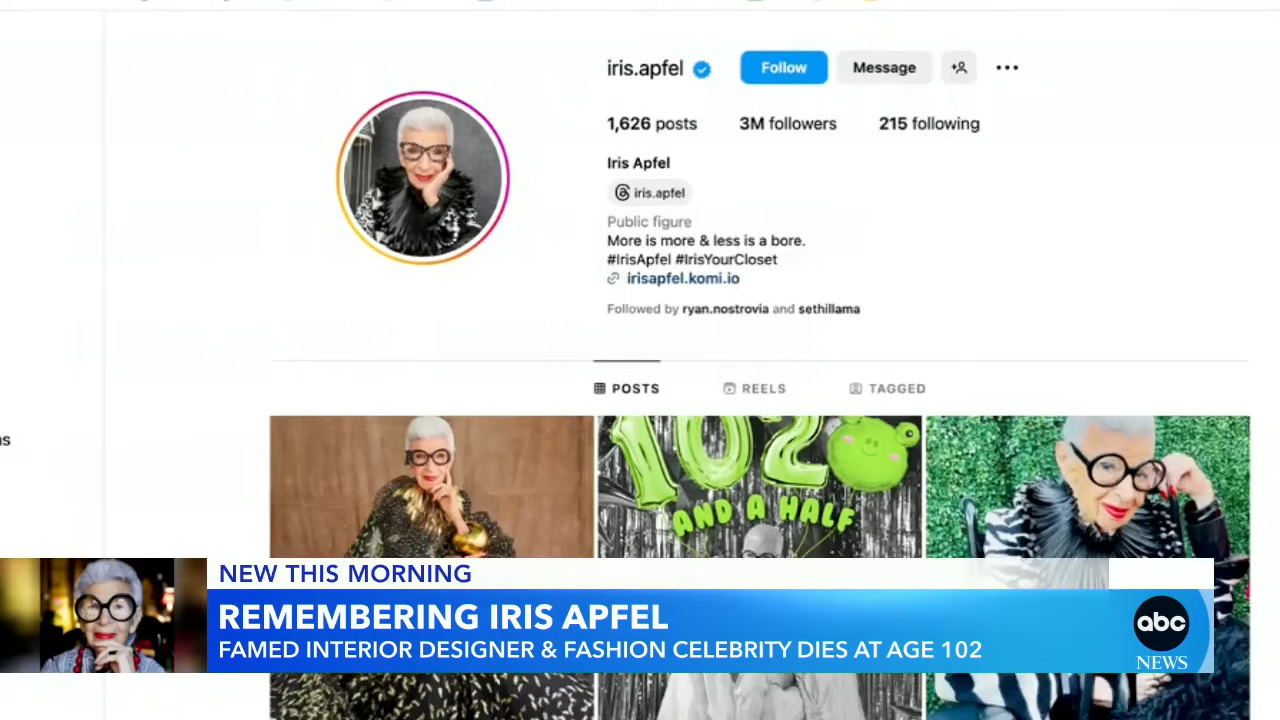 iris.apfel
Follow
Message
1,626 posts
3M followers
215 following
Iris Apfel
iris.apfel
Public figure
More is more & less is a bore.
#IrisApfel #IrisYourCloset
irisapfel.komi.io
Followed by ryan.nostrovia and sethillama
POSTS
REELS
TAGGED
102
AND A HALF
NEW THIS MORNING
REMEMBERING IRIS APFEL
FAMED INTERIOR DESIGNER & FASHION CELEBRITY DIES AT AGE 102
abc
NEWS